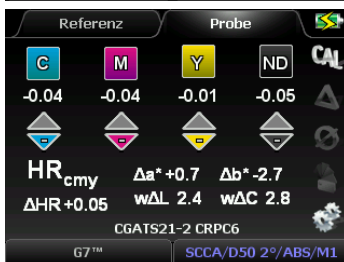 Referenz Probe
C M Y ND CAL
-0.04 -0.04 -0.01 -0.05
HRcmy Δa* +0.7 Δb* -2.7
ΔHR +0.05 wΔL 2.4 wΔC 2.8
CGATS21-2 CRPC6
G7™ SCCA/D50 2°/ABS/M1